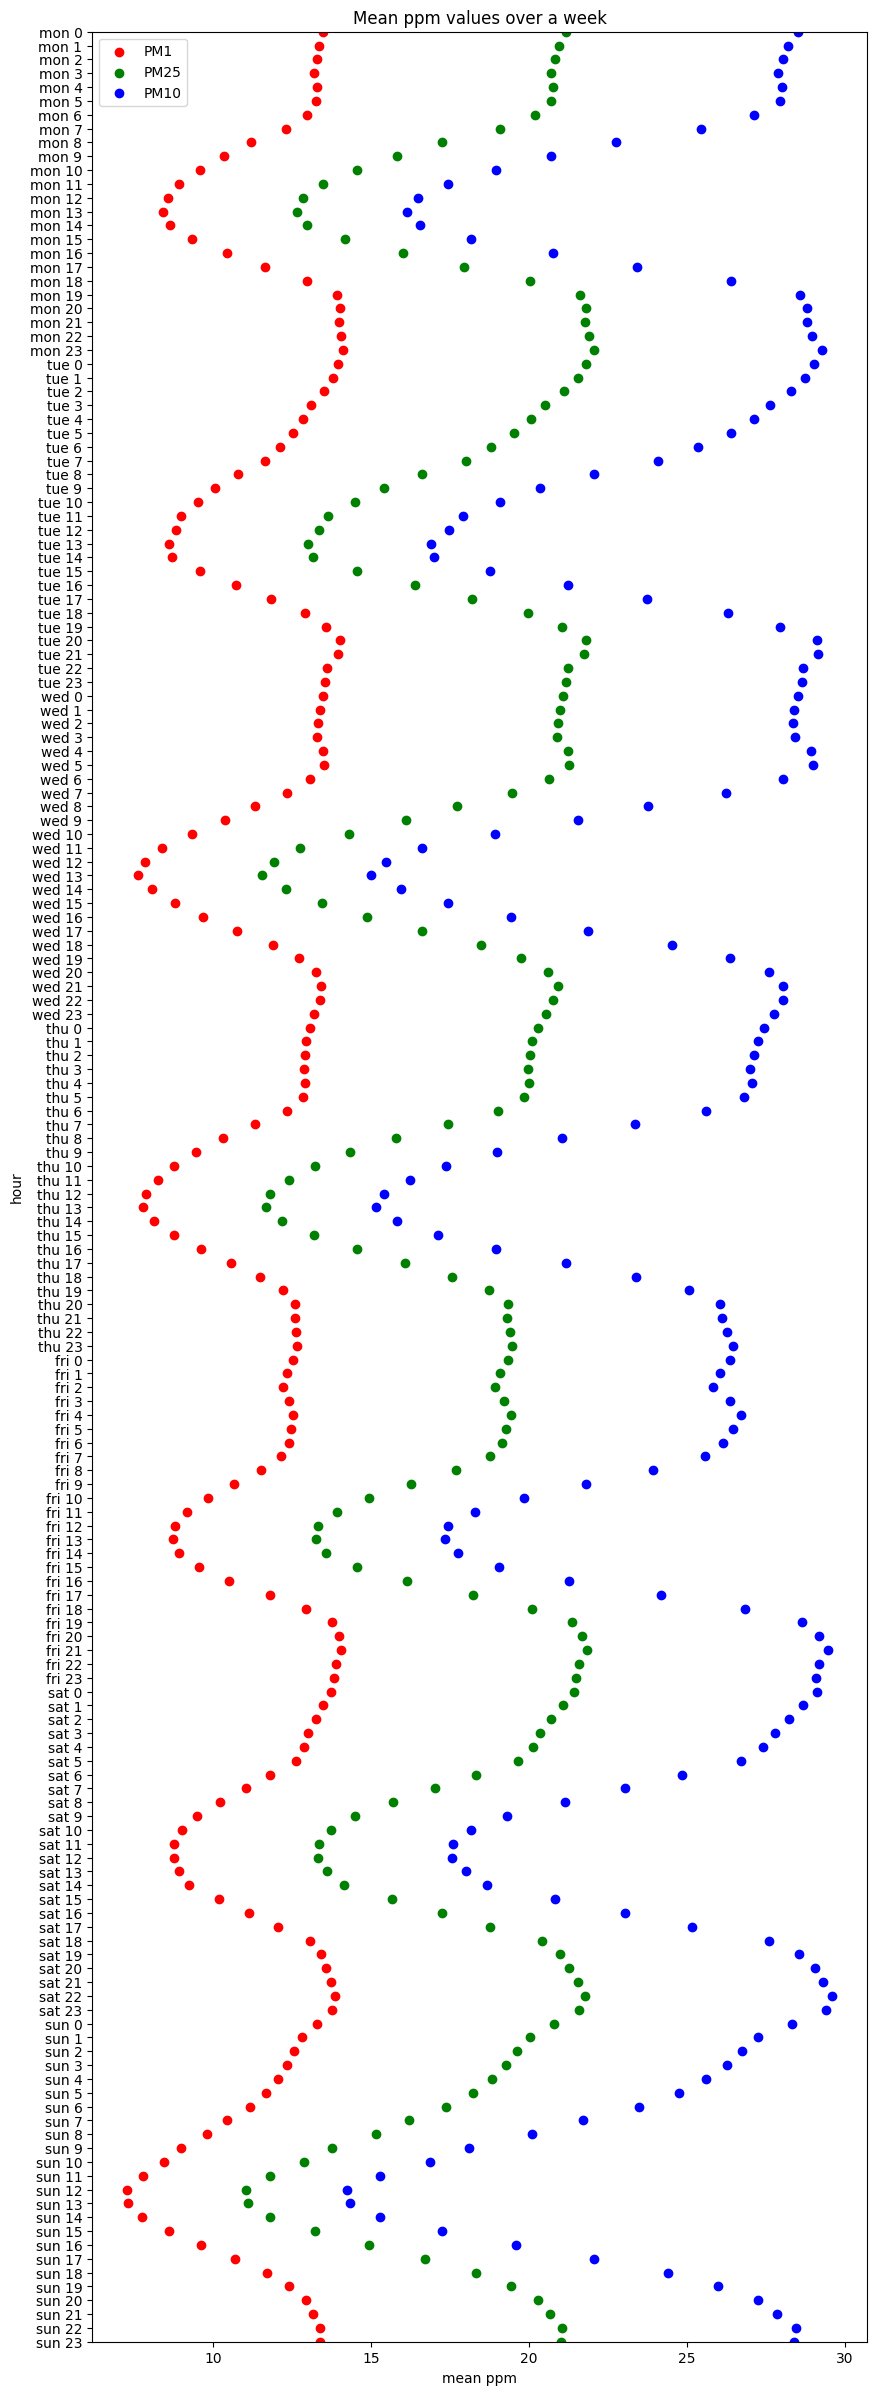 Mean ppm values over a week
PM1
PM25
PM10
mon 0
mon 1
mon 2
mon 3
mon 4
mon 5
mon 6
mon 7
mon 8
mon 9
mon 10
mon 11
mon 12
mon 13
mon 14
mon 15
mon 16
mon 17
mon 18
mon 19
mon 20
mon 21
mon 22
mon 23
tue 0
tue 1
tue 2
tue 3
tue 4
tue 5
tue 6
tue 7
tue 8
tue 9
tue 10
tue 11
tue 12
tue 13
tue 14
tue 15
tue 16
tue 17
tue 18
tue 19
tue 20
tue 21
tue 22
tue 23
wed 0
wed 1
wed 2
wed 3
wed 4
wed 5
wed 6
wed 7
wed 8
wed 9
wed 10
wed 11
wed 12
wed 13
wed 14
wed 15
wed 16
wed 17
wed 18
wed 19
wed 20
wed 21
wed 22
wed 23
thu 0
thu 1
thu 2
thu 3
thu 4
thu 5
thu 6
thu 7
thu 8
thu 9
thu 10
thu 11
thu 12
thu 13
thu 14
thu 15
thu 16
thu 17
thu 18
thu 19
thu 20
thu 21
thu 22
thu 23
fri 0
fri 1
fri 2
fri 3
fri 4
fri 5
fri 6
fri 7
fri 8
fri 9
fri 10
fri 11
fri 12
fri 13
fri 14
fri 15
fri 16
fri 17
fri 18
fri 19
fri 20
fri 21
fri 22
fri 23
sat 0
sat 1
sat 2
sat 3
sat 4
sat 5
sat 6
sat 7
sat 8
sat 9
sat 10
sat 11
sat 12
sat 13
sat 14
sat 15
sat 16
sat 17
sat 18
sat 19
sat 20
sat 21
sat 22
sat 23
sun 0
sun 1
sun 2
sun 3
sun 4
sun 5
sun 6
sun 7
sun 8
sun 9
sun 10
sun 11
sun 12
sun 13
sun 14
sun 15
sun 16
sun 17
sun 18
sun 19
sun 20
sun 21
sun 22
sun 23
hour
10 15 20 25 30
mean ppm